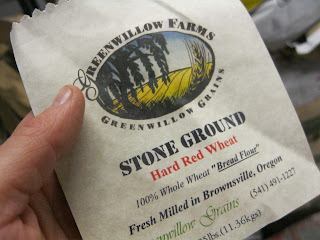 Greenwillow Farms
Greenwillow Grains
Stone Ground
Hard Red Wheat
100% Whole Wheat "Bread Flour"
Fresh Milled in Brownsville, Oregon
Grains (541) 491-1227
lbs. (11.36kgs)